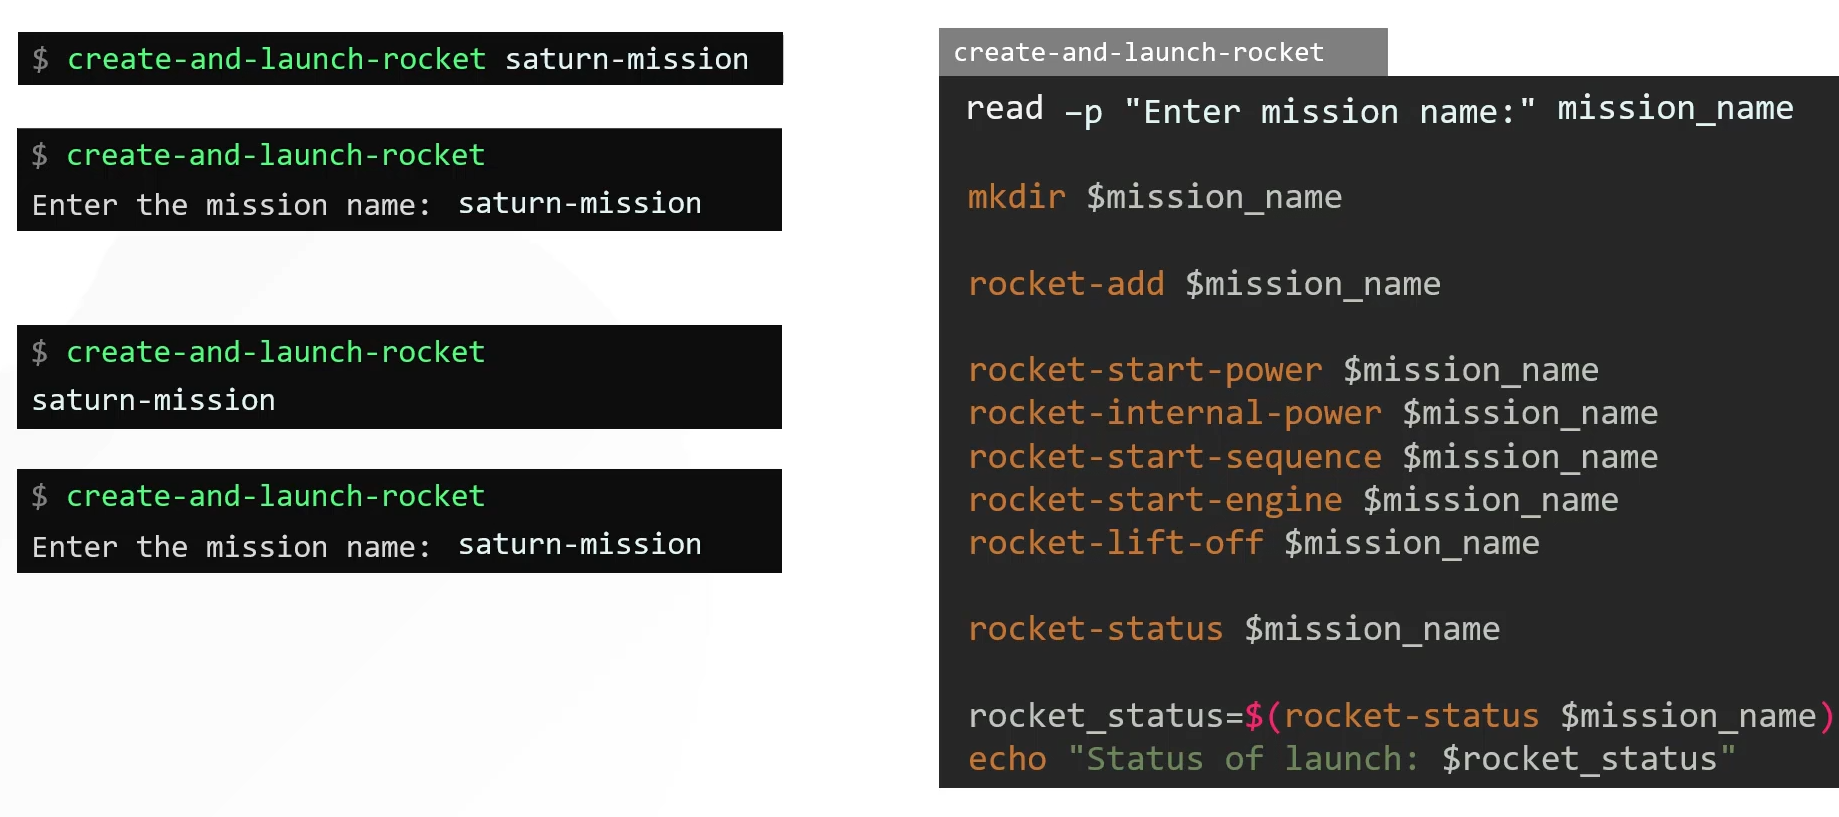 $ create-and-launch-rocket saturn-mission
$ create-and-launch-rocket
Enter the mission name: saturn-mission
$ create-and-launch-rocket
saturn-mission
$ create-and-launch-rocket
Enter the mission name: saturn-mission
create-and-launch-rocket
read –p "Enter mission name:" mission_name
mkdir $mission_name
rocket-add $mission_name
rocket-start-power $mission_name
rocket-internal-power $mission_name
rocket-start-sequence $mission_name
rocket-start-engine $mission_name
rocket-lift-off $mission_name
rocket-status $mission_name
rocket_status=$(rocket-status $mission_name)
echo "Status of launch: $rocket_status"